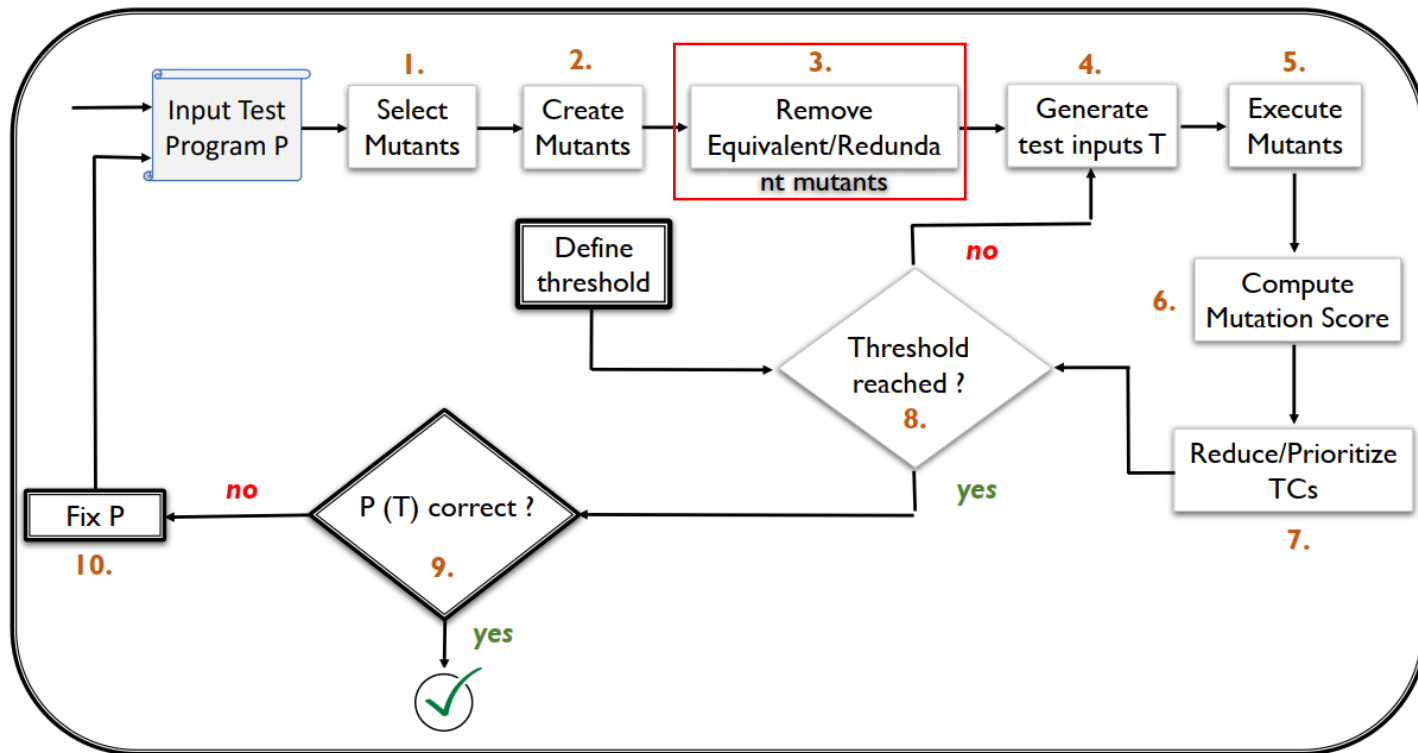 1.
2.
3.
4.
5.
Input Test
Program P
Select
Mutants
Create
Mutants
Remove
Equivalent/Redunda
nt mutants
Generate
test inputs T
Execute
Mutants
Define
threshold
no
6.
Compute
Mutation Score
Threshold
reached ?
8.
Reduce/Prioritize
TCs
7.
yes
P (T) correct ?
9.
no
Fix P
10.
yes